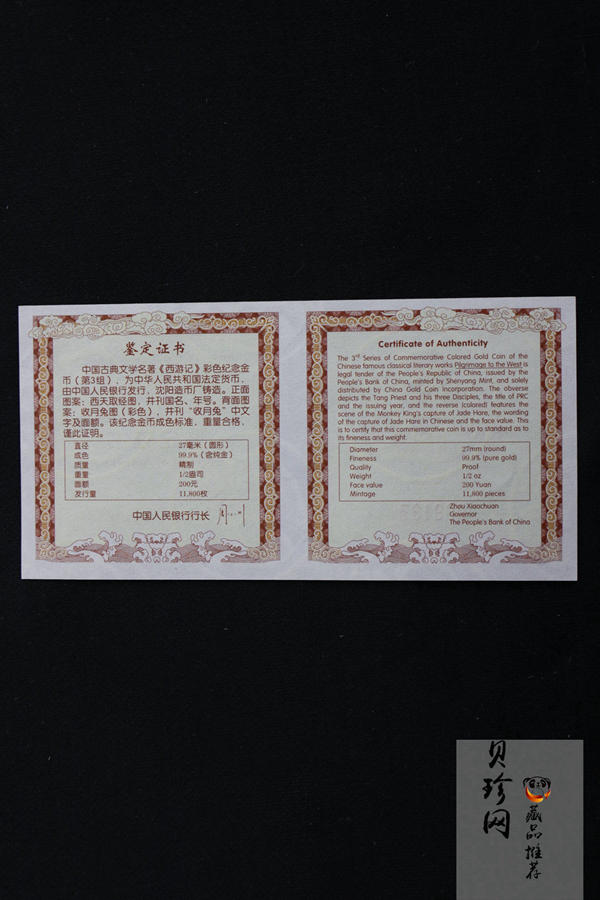 鉴定证书
中国古典文学名著《西游记》彩色纪念金
币（第3组），为中华人民共和国法定货币，
由中国人民银行发行，沈阳造币厂铸造。正面
图案：西天取经图，并刊国名、年号。背面图
案：收月兔图（彩色），并刊“收月兔”中文
字及面额。该纪念金币成色标准，重量合格，
谨此证明。
直径 27毫米（圆形）
成色 99.9%（含纯金）
质量 精制
重量 1/2盎司
面额 200元
发行量 11,800枚
中国人民银行行长
Certificate of Authenticity
The 3rd Series of Commemorative Colored Gold Coin of the
Chinese famous classical literary works Pilgrimage to the West is
legal tender of the People's Republic of China, issued by the
People's Bank of China, minted by Shenyang Mint, and solely
distributed by China Gold Coin Incorporation. The obverse
depicts the Tang Priest and his three Disciples, the title of PRC
and the issuing year, and the reverse (colored) features the
scene of the Monkey King's capture of Jade Hare, the wording
of the capture of Jade Hare in Chinese and the face value. This
is to certify that this commemorative coin is up to standard as to
its fineness and weight.
Diameter 27mm (round)
Fineness 99.9% (pure gold)
Quality Proof
Weight 1/2 oz
Face value 200 Yuan
Mintage 11,800 pieces
Zhou Xiaochuan
Governor
The People's Bank of China
贝珍网
藏品推荐